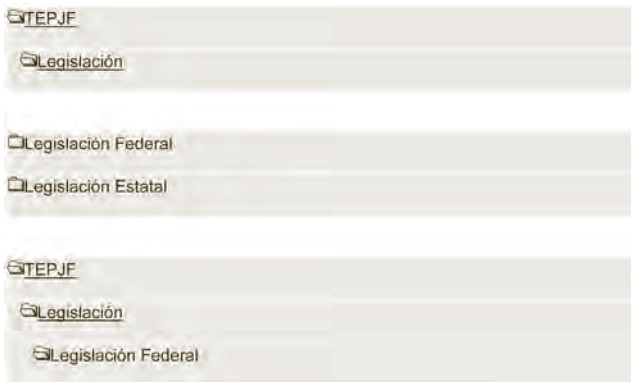 TEPJF
Legislación
Legislación Federal
Legislación Estatal
TEPJF
Legislación
Legislación Federal